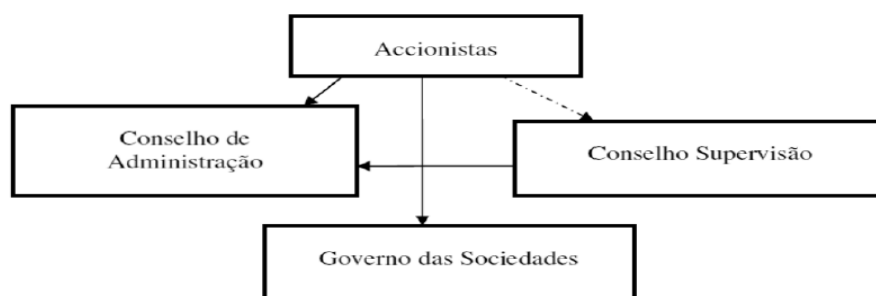 Accionistas
Conselho de
Administração
Conselho Supervisão
Governo das Sociedades